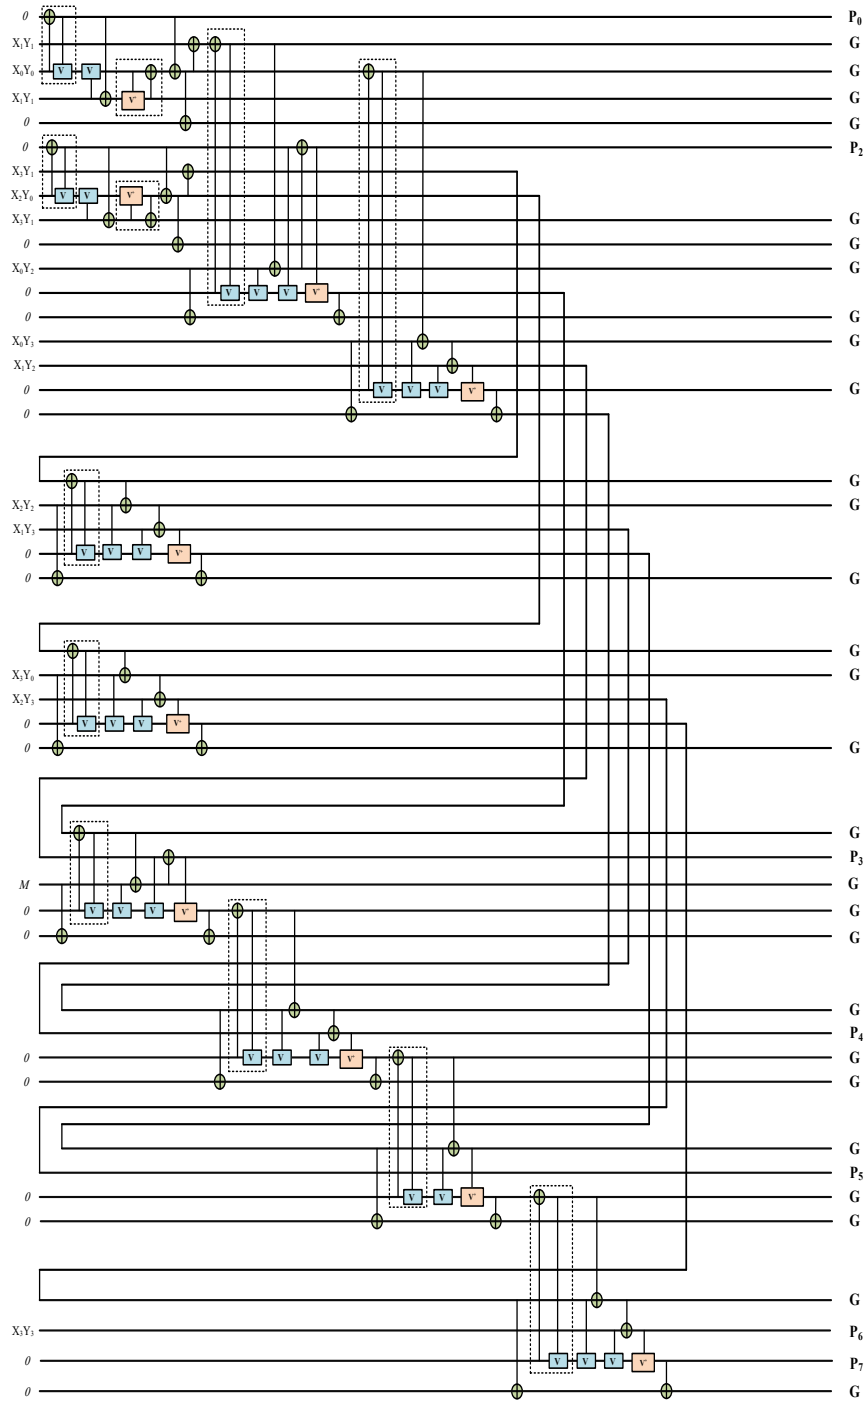 0 P₀
X₁Y₁ G
X₀Y₀ V V G
X₁Y₁ V⁺ G
0 G
0 P₂
X₃Y₁
X₂Y₀ V V V⁺
X₃Y₁ G
0 G
X₀Y₂ G
0 V V V V⁺
0 G
X₀Y₃ G
X₁Y₂
0 V V V V⁺ G
0
G
X₂Y₂ G
X₁Y₃
0 V V V V⁺
0 G
G
X₃Y₀ G
X₂Y₃
0 V V V V⁺
0 G
G
P₃
M G
0 V V V V⁺ G
0 G
G
P₄
0 V V V V⁺ G
0 G
G
P₅
0 V V V⁺ G
0 G
G
X₃Y₃ P₆
0 V V V V⁺ P₇
0 G